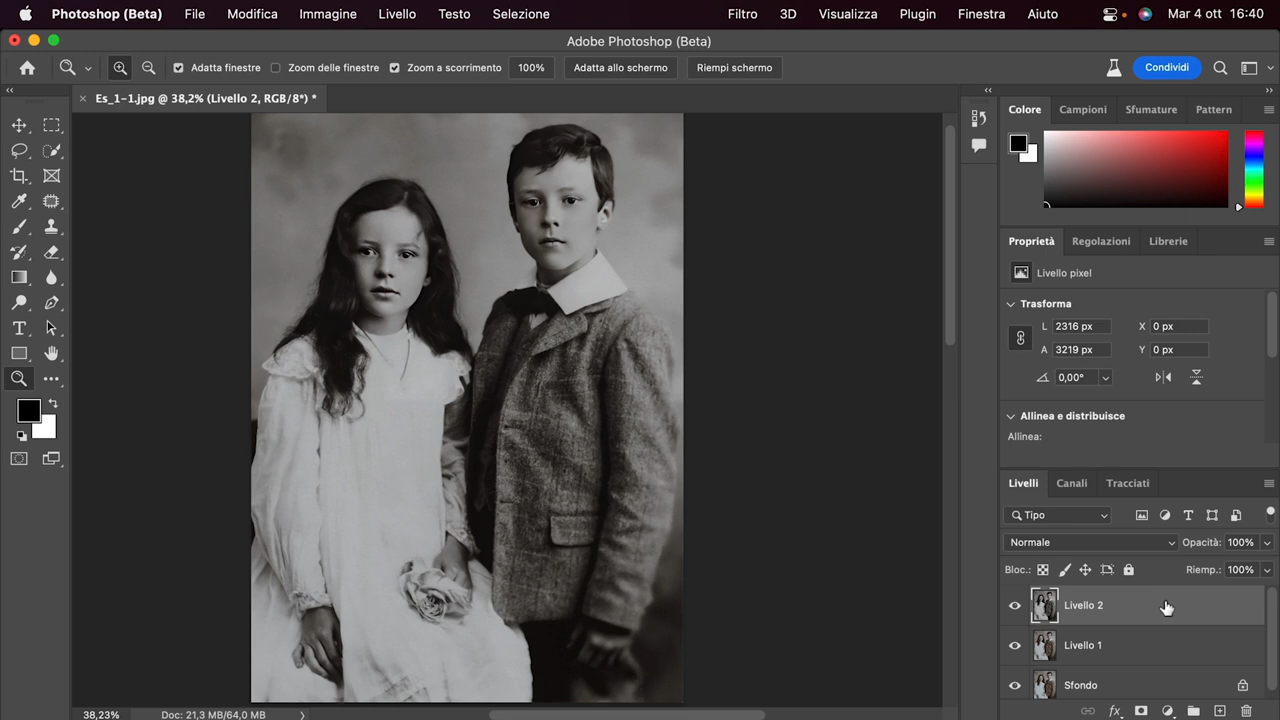 Photoshop (Beta) File Modifica Immagine Livello Testo Selezione Filtro 3D Visualizza Plugin Finestra Aiuto Mar 4 ott 16:40
Adobe Photoshop (Beta)
Adatta finestre Zoom delle finestre Zoom a scorrimento 100% Adatta allo schermo Riempi schermo Condividi
Es_1-1.jpg @ 38,2% (Livello 2, RGB/8*) *
Colore Campioni Sfumature Pattern
Proprietà Regolazioni Librerie
Livello pixel
Trasforma
L 2316 px X 0 px
A 3219 px Y 0 px
0,00°
Allinea e distribuisce
Allinea:
Livelli Canali Tracciati
Tipo
Normale Opacità: 100%
Bloc.: Riemp.: 100%
Livello 2
Livello 1
Sfondo
38,23% Doc: 21,3 MB/64,0 MB